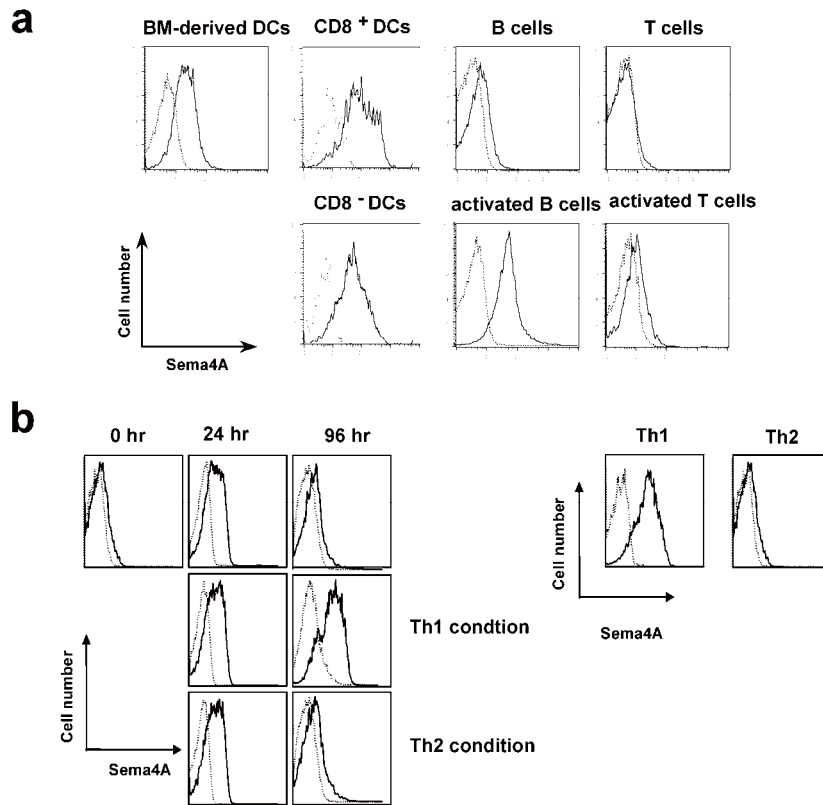 a
BM-derived DCs
CD8 + DCs
B cells
T cells
CD8 - DCs
activated B cells
activated T cells
Cell number
Sema4A
b
0 hr
24 hr
96 hr
Th1
Th2
Cell number
Sema4A
Th1 condtion
Cell number
Sema4A
Th2 condition